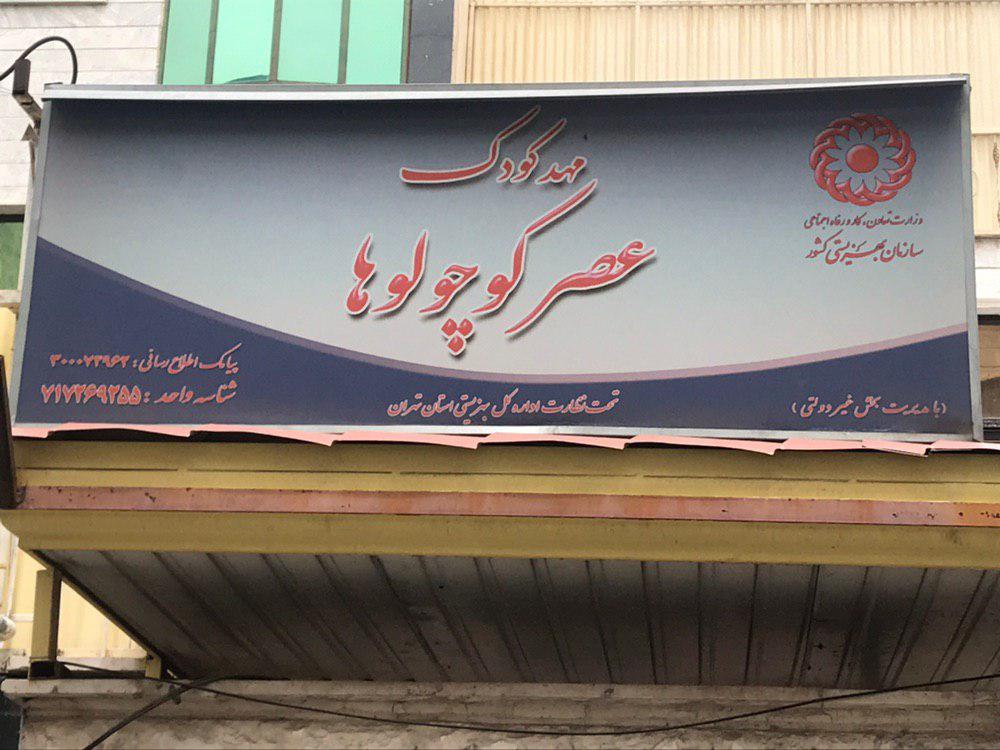 مهد کودک
عصر کوچولوها
وزارت تعاون، کار و رفاه اجتماعی
سازمان بهزیستی کشور
پیامک اطلاع رسانی : ۳۰۰۰۷۳۹۶۲
شناسه واحد : ۷۱۷۲۶۹۲۵۵
تحت نظارت اداره کل بهزیستی استان تهران
(با مدیریت بخش غیر دولتی)